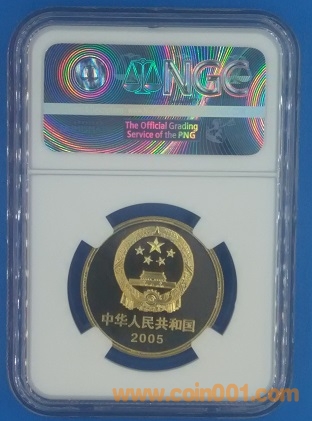 NGC
The Official Grading
Service of the PNG
中华人民共和国
2005
www.coin001.com